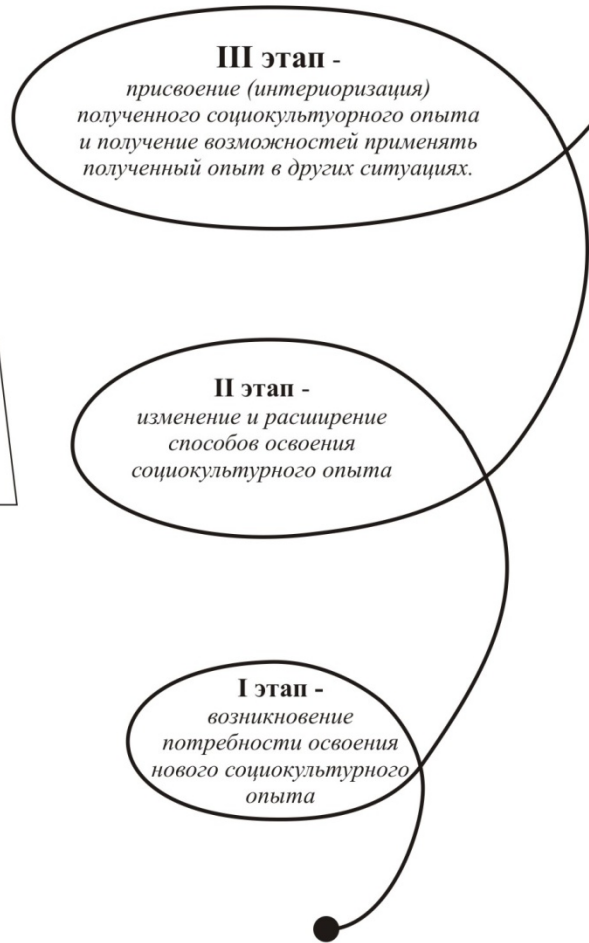 III этап -
присвоение (интериоризация)
полученного социокультуорного опыта
и получение возможностей применять
полученный опыт в других ситуациях.
II этап -
изменение и расширение
способов освоения
социокультурного опыта
I этап -
возникновение
потребности освоения
нового социокультурного
опыта